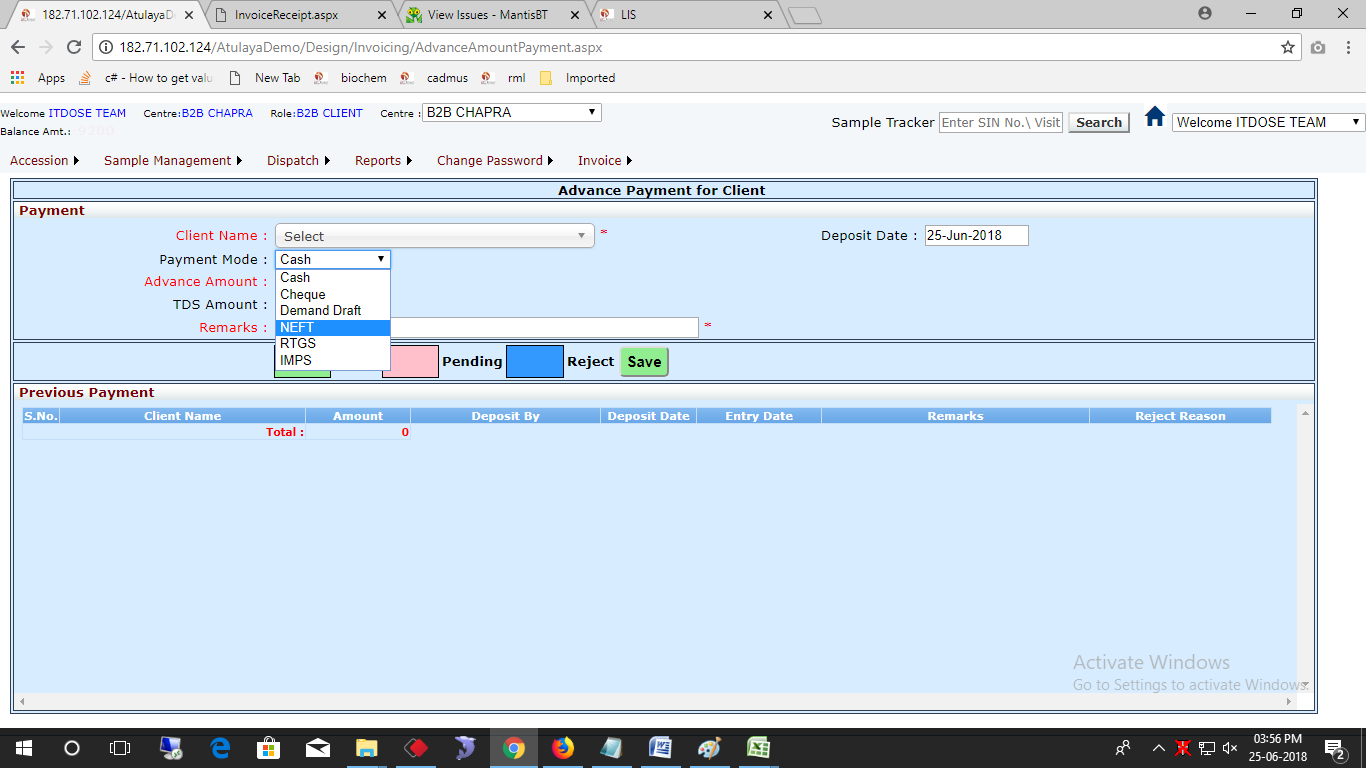 182.71.102.124/AtulayaDe
InvoiceReceipt.aspx
View Issues - MantisBT
LIS
182.71.102.124/AtulayaDemo/Design/Invoicing/AdvanceAmountPayment.aspx
Apps c# - How to get valu New Tab biochem cadmus rml Imported
Welcome ITDOSE TEAM Centre:B2B CHAPRA Role:B2B CLIENT Centre : B2B CHAPRA
Balance Amt.:
Sample Tracker Enter SIN No.\ Visit Search Welcome ITDOSE TEAM
Accession Sample Management Dispatch Reports Change Password Invoice
Advance Payment for Client
Payment
Client Name : Select * Deposit Date : 25-Jun-2018
Payment Mode : Cash
Cash
Advance Amount :
Cheque
TDS Amount : Demand Draft
Remarks : NEFT *
RTGS
IMPS
Pending Reject Save
Previous Payment
S.No. Client Name Amount Deposit By Deposit Date Entry Date Remarks Reject Reason
Total : 0
Activate Windows
Go to Settings to activate Windows.
03:56 PM
25-06-2018
2